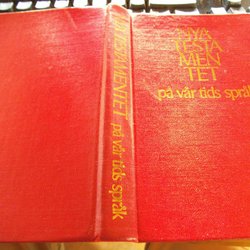 NYA
TESTA
MEN
TET
på vår tids språk
NYA TESTAMENTET på vår tids språk